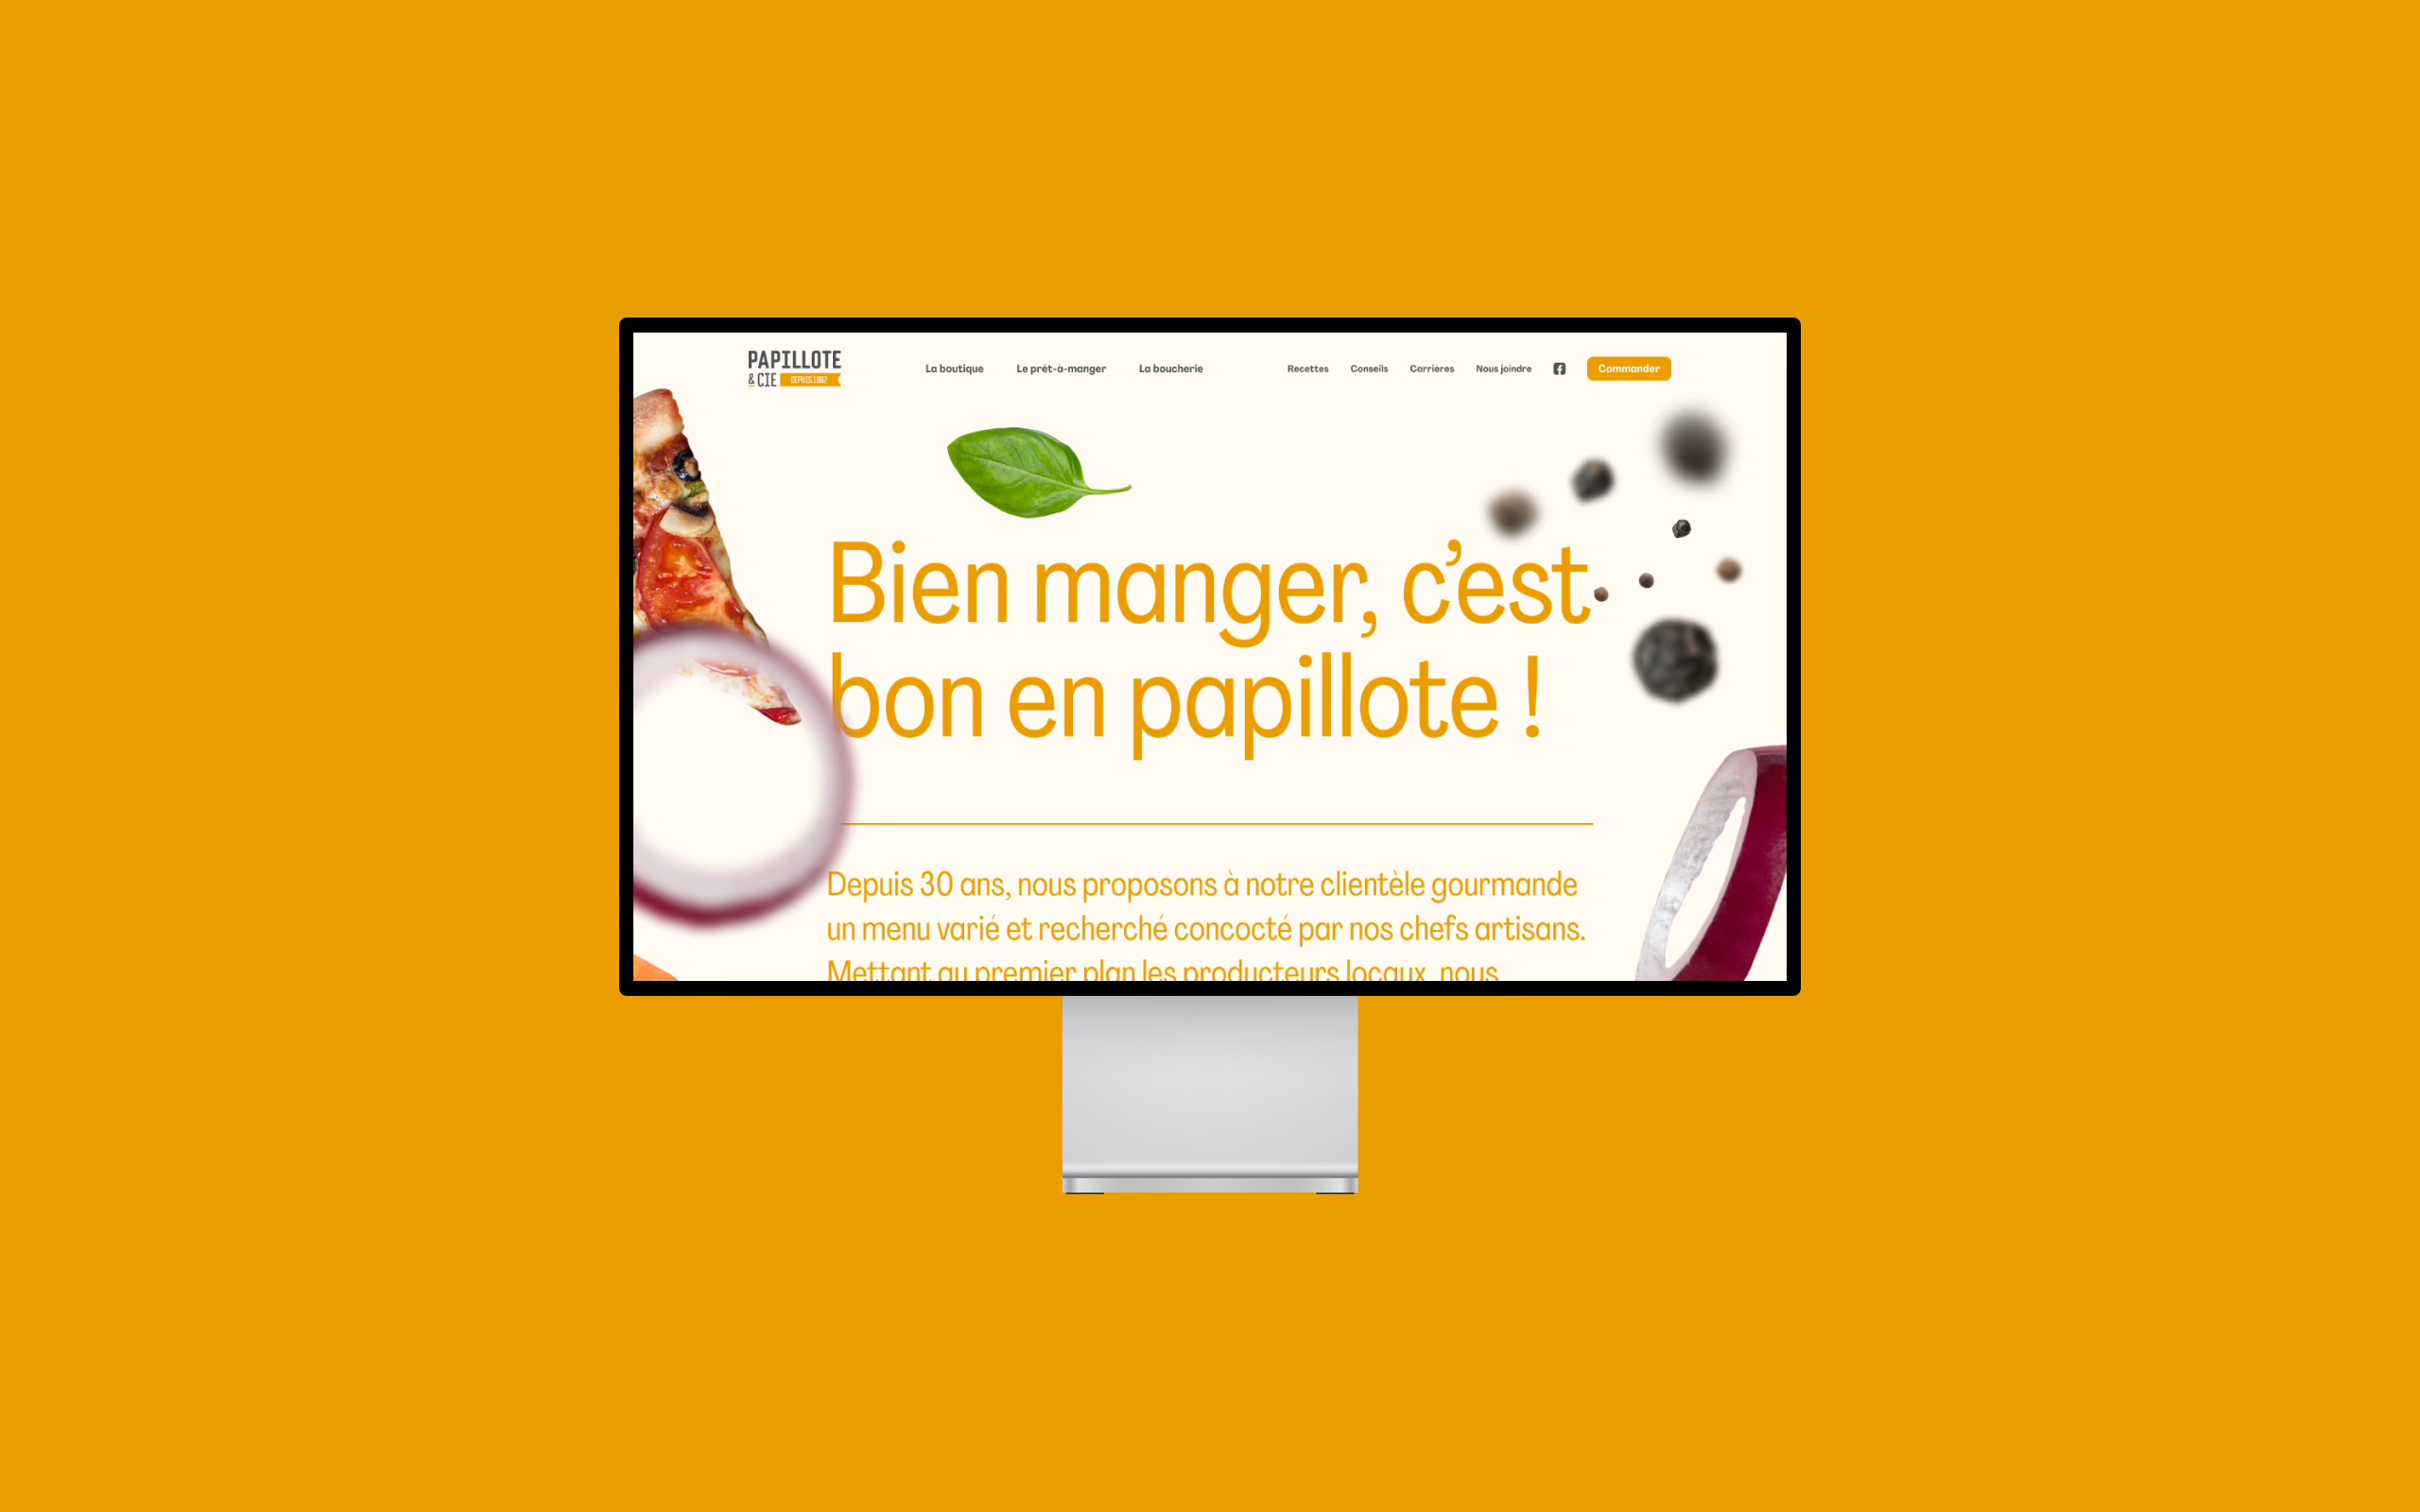 PAPILLOTE
& CIE DEPUIS 1982
La boutique Le prêt-à-manger La boucherie Recettes Conseils Carrières Nous joindre Commander
Bien manger, c'est
bon en papillote !
Depuis 30 ans, nous proposons à notre clientèle gourmande
un menu varié et recherché concocté par nos chefs artisans.
Mettant au premier plan les producteurs locaux, nous